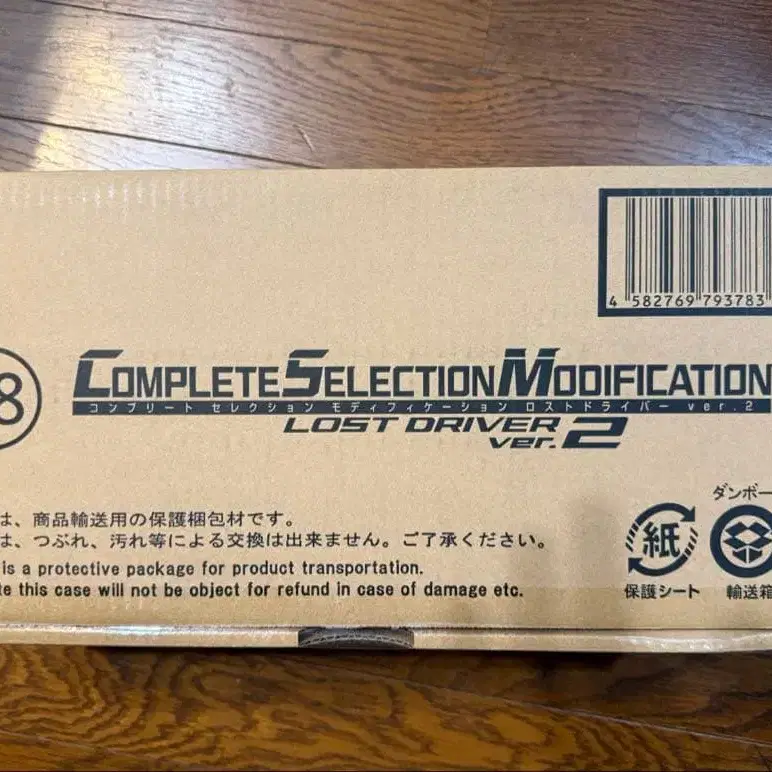 4 582769 793783
8
COMPLETE SELECTION MODIFICATION
コンプリート セレクション モディフィケーション ロストドライバー ver.2
LOST DRIVER
ver.2
は、商品輸送用の保護梱包材です。
は、つぶれ、汚れ等による交換は出来ません。ご了承ください。
is a protective package for product transportation.
te this case will not be object for refund in case of damage etc.
ダンボー
紙
保護シート
輸送箱